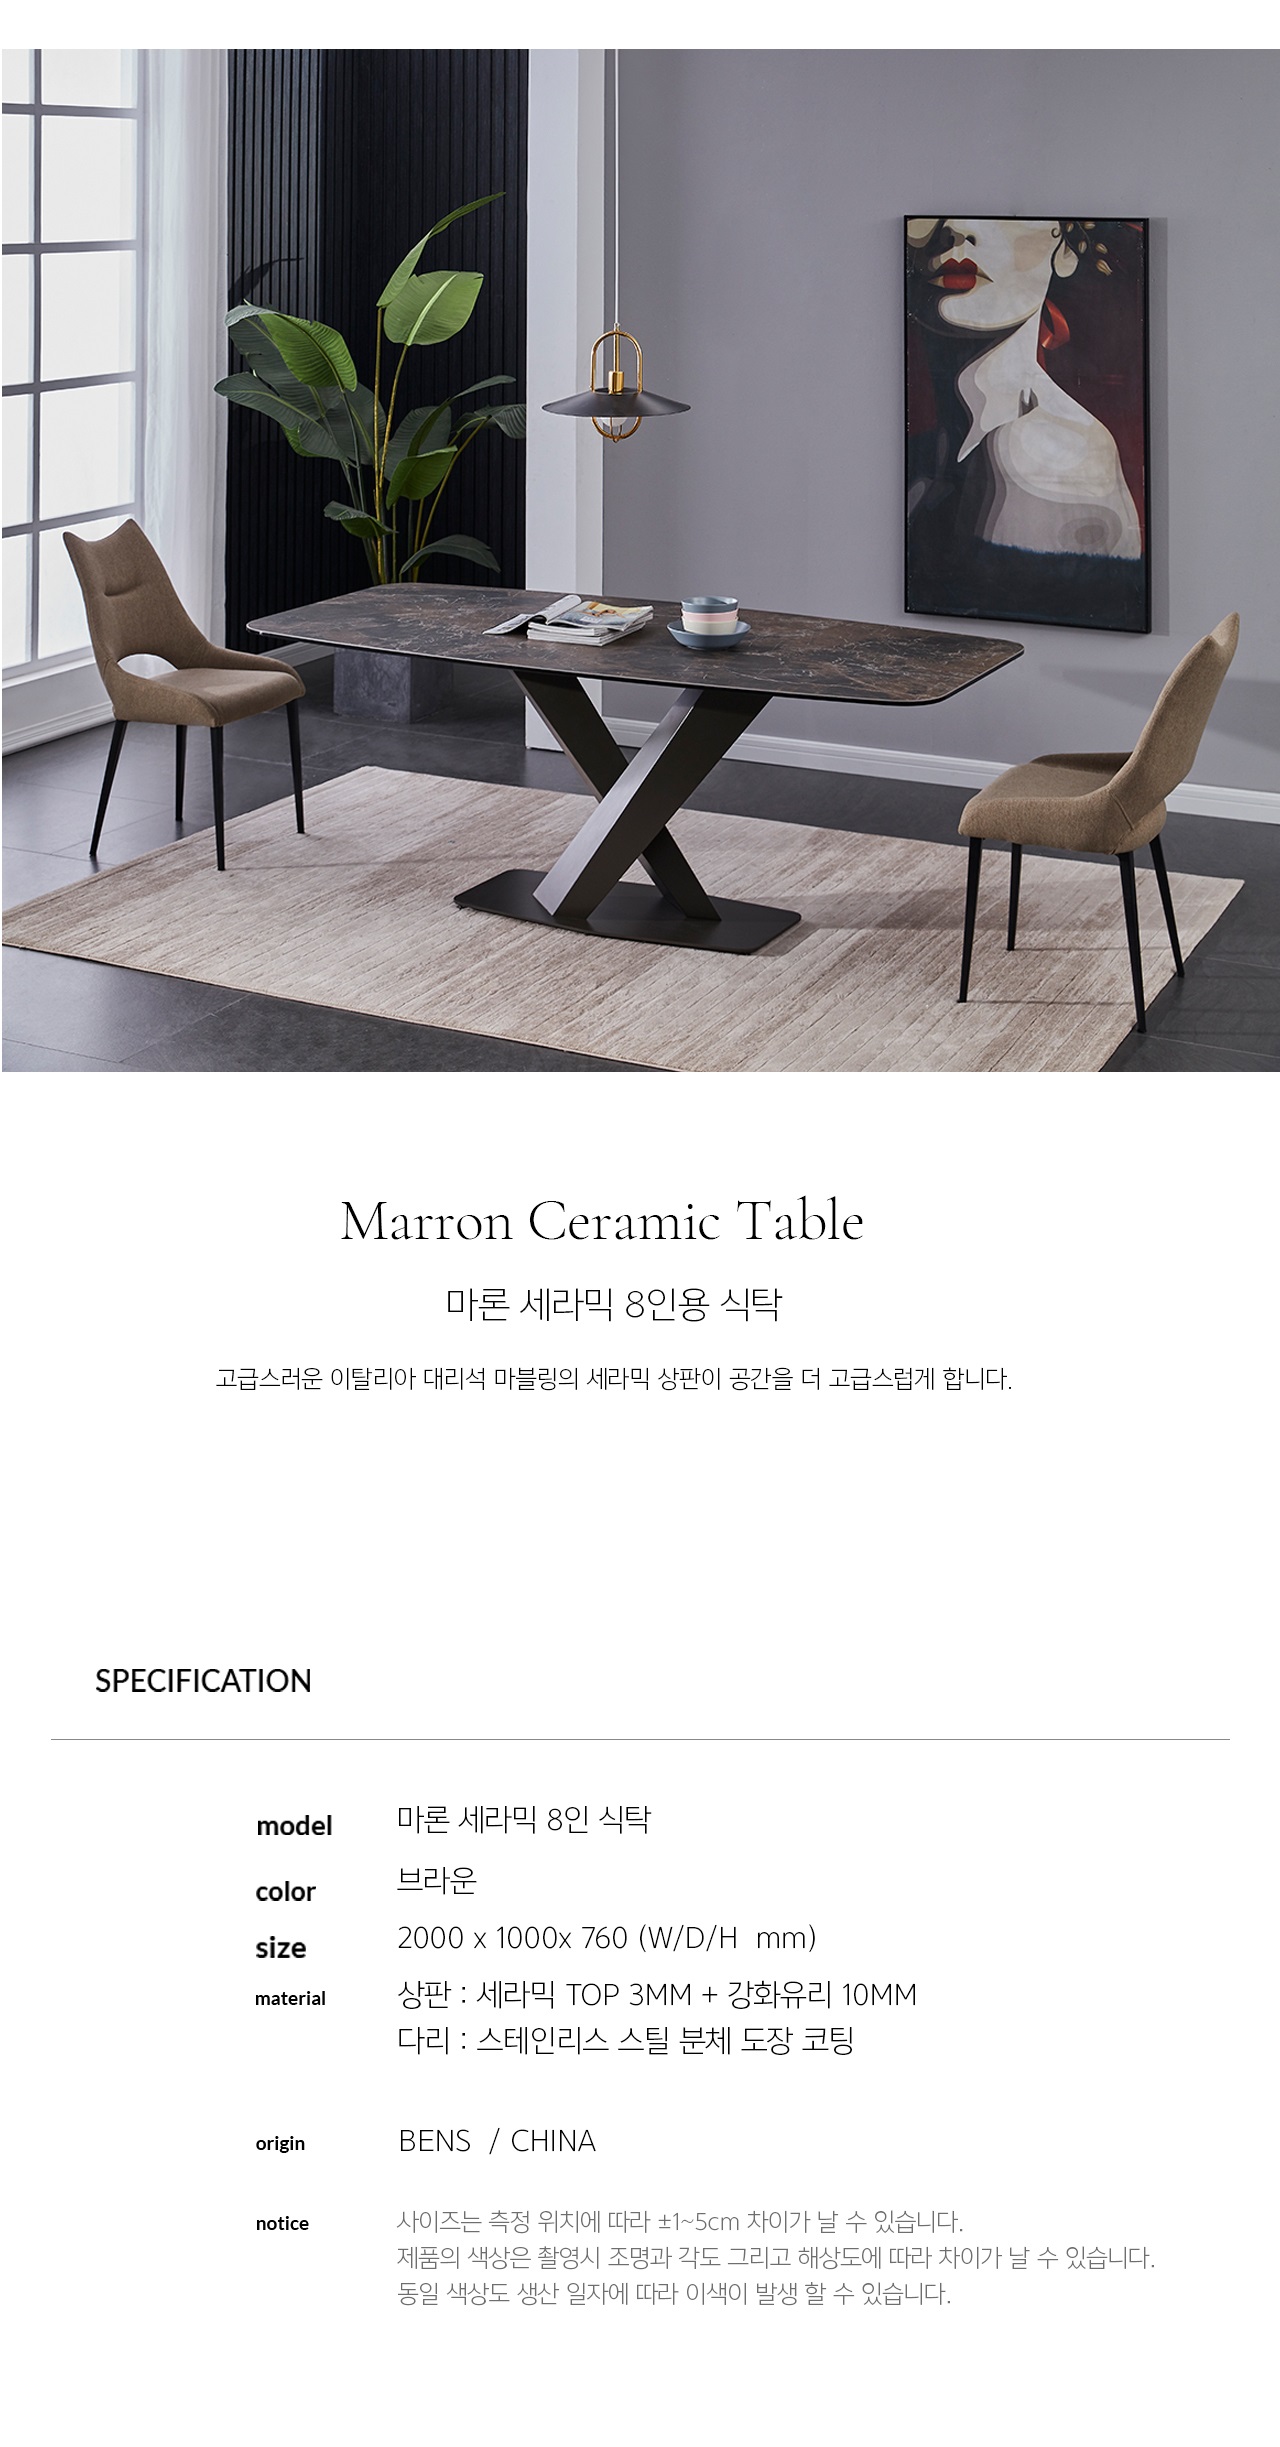 Marron Ceramic Table
마론 세라믹 8인용 식탁
고급스러운 이탈리아 대리석 마블링의 세라믹 상판이 공간을 더 고급스럽게 합니다.
SPECIFICATION
model 마론 세라믹 8인 식탁
color 브라운
size 2000 x 1000x 760 (W/D/H mm)
material 상판 : 세라믹 TOP 3MM + 강화유리 10MM
다리 : 스테인리스 스틸 분체 도장 코팅
origin BENS / CHINA
notice 사이즈는 측정 위치에 따라 ±1~5cm 차이가 날 수 있습니다.
제품의 색상은 촬영시 조명과 각도 그리고 해상도에 따라 차이가 날 수 있습니다.
동일 색상도 생산 일자에 따라 이색이 발생 할 수 있습니다.